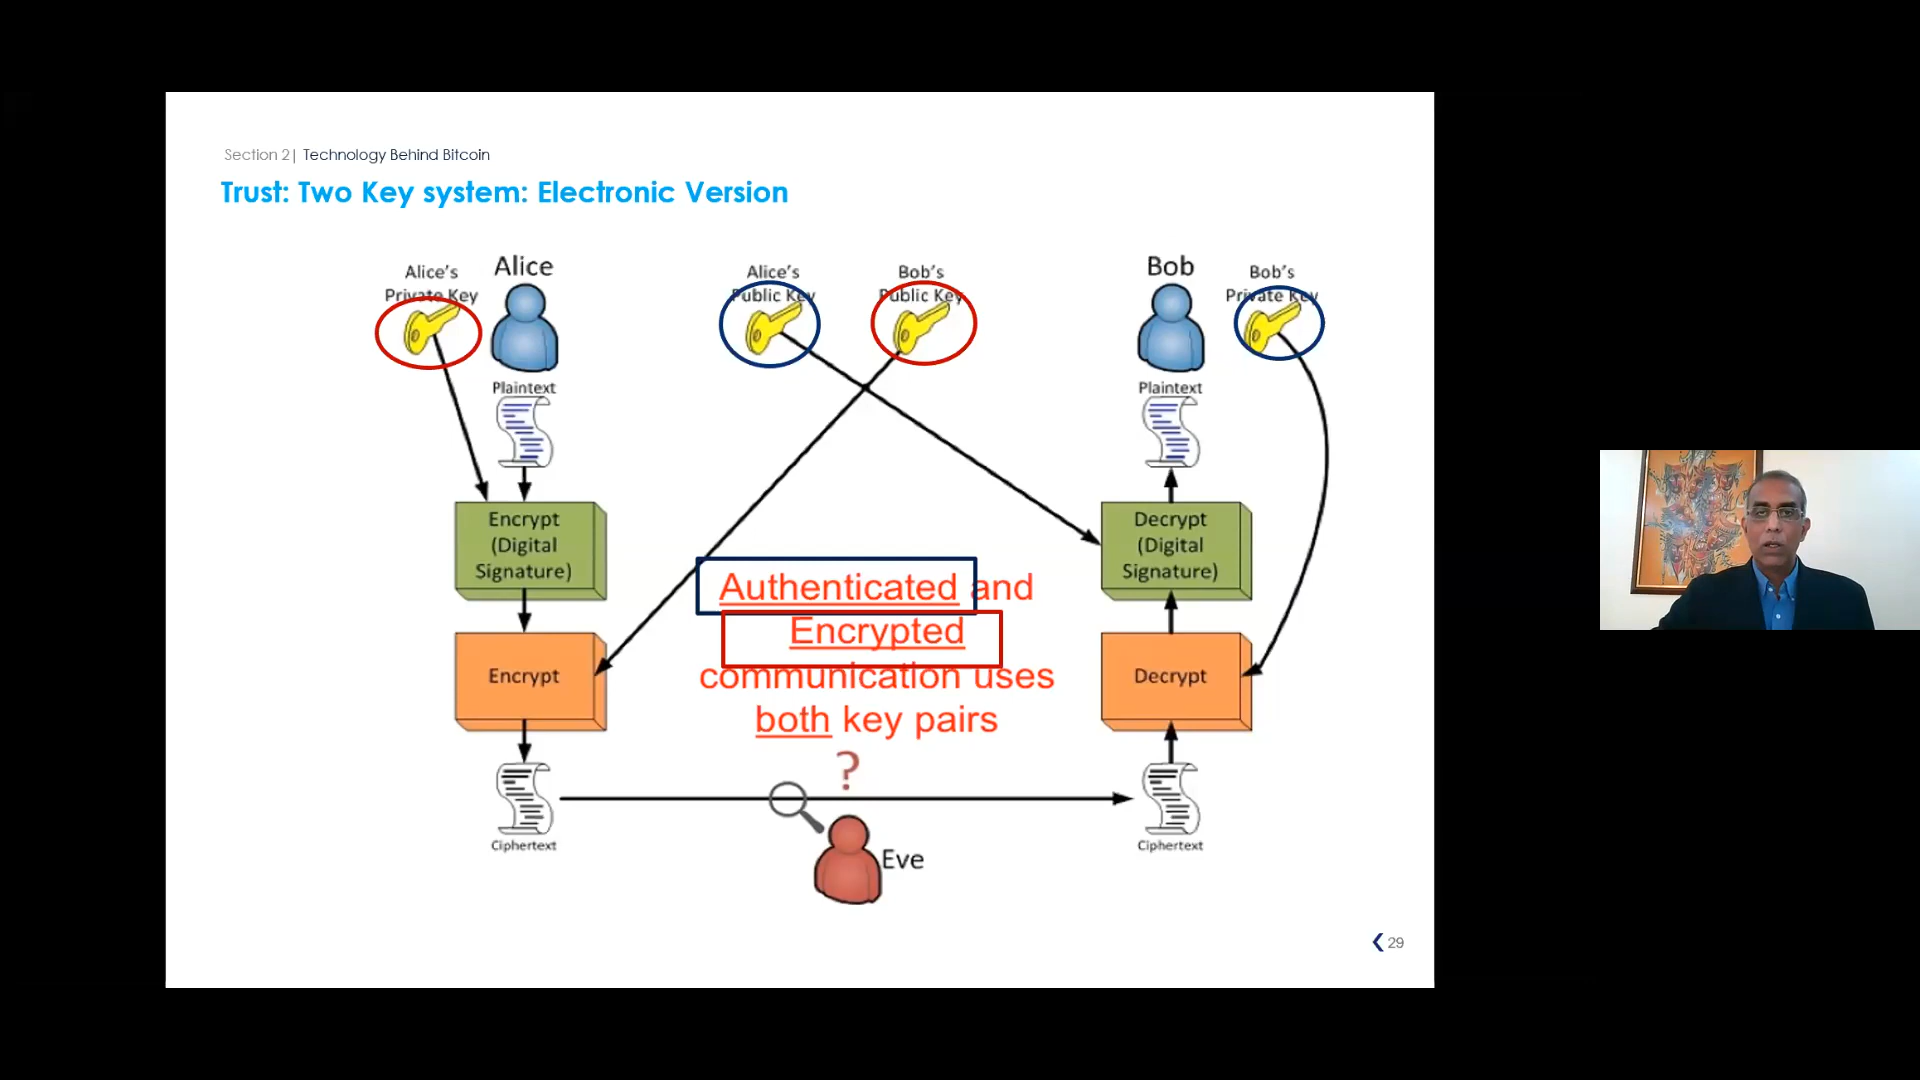 Section 2| Technology Behind Bitcoin
Trust: Two Key system: Electronic Version
Alice's
Private Key
Alice
Alice's
Public Key
Bob's
Public Key
Bob
Bob's
Private Key
Plaintext
Plaintext
Encrypt
(Digital
Signature)
Decrypt
(Digital
Signature)
Authenticated and
Encrypted
communication uses
both key pairs
Encrypt
Decrypt
?
Ciphertext
Ciphertext
Eve
29